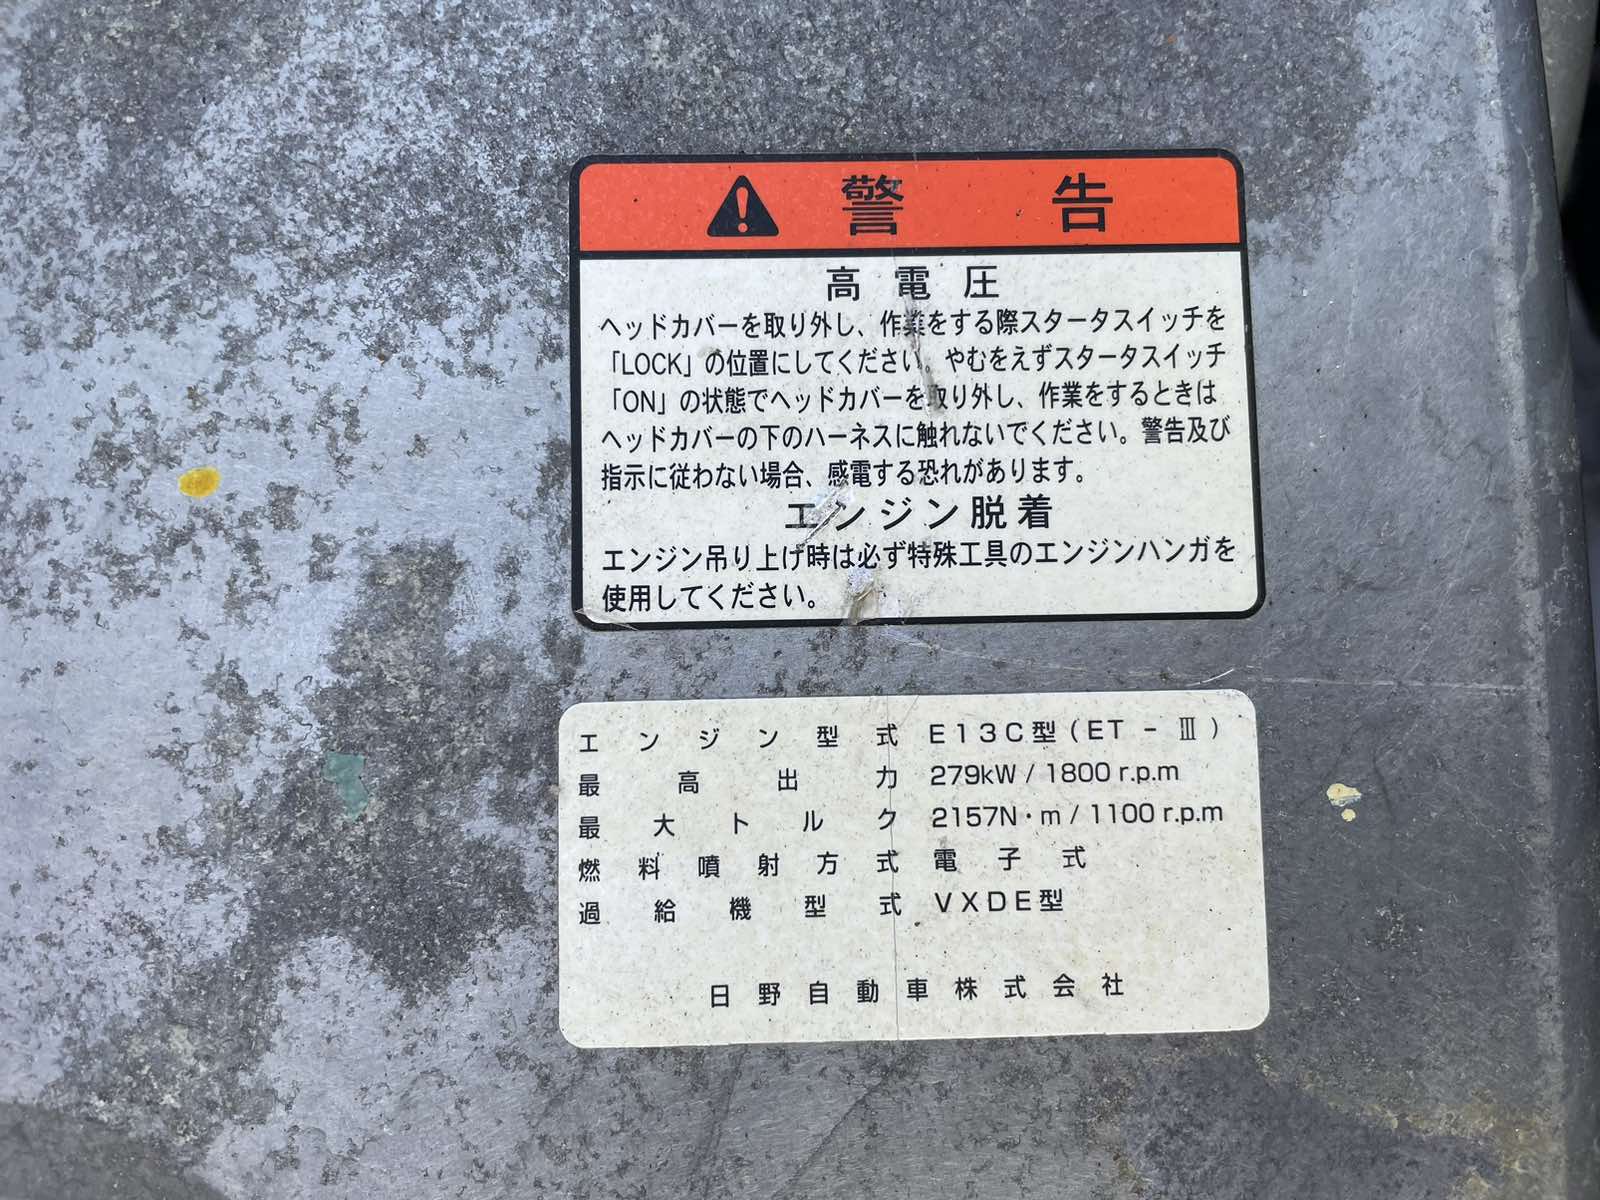 警告
高電圧
ヘッドカバーを取り外し、作業をする際スタータスイッチを
「LOCK」の位置にしてください。やむをえずスタータスイッチ
「ON」の状態でヘッドカバーを取り外し、作業をするときは
ヘッドカバーの下のハーネスに触れないでください。警告及び
指示に従わない場合、感電する恐れがあります。
エンジン脱着
エンジン吊り上げ時は必ず特殊工具のエンジンハンガを
使用してください。
エンジン型式 E13C型(ET-Ⅲ)
最高出力 279kW/1800r.p.m
最大トルク 2157N·m/1100r.p.m
燃料噴射方式 電子式
過給機型式 VXDE型
日野自動車株式会社